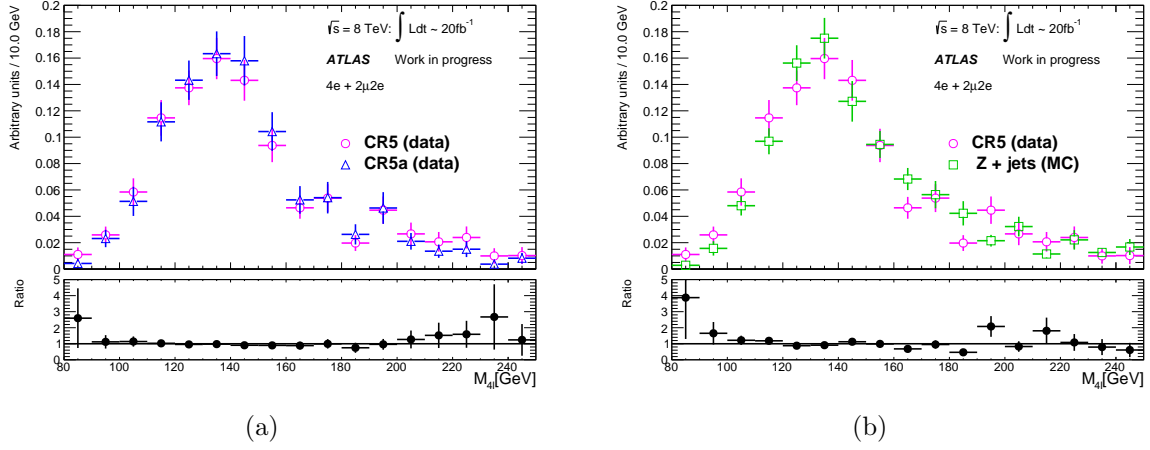 Arbitrary units / 10.0 GeV
0.2
0.18
0.16
0.14
0.12
0.1
0.08
0.06
0.04
0.02
0
√s = 8 TeV: ∫ Ldt ~ 20fb⁻¹
ATLAS Work in progress
4e + 2μ2e
CR5 (data)
CR5a (data)
Ratio
5
4
3
2
1
0
80 100 120 140 160 180 200 220 240
M4l[GeV]
(a)
Arbitrary units / 10.0 GeV
0.2
0.18
0.16
0.14
0.12
0.1
0.08
0.06
0.04
0.02
0
√s = 8 TeV: ∫ Ldt ~ 20fb⁻¹
ATLAS Work in progress
4e + 2μ2e
CR5 (data)
Z + jets (MC)
Ratio
5
4
3
2
1
0
80 100 120 140 160 180 200 220 240
M4l[GeV]
(b)